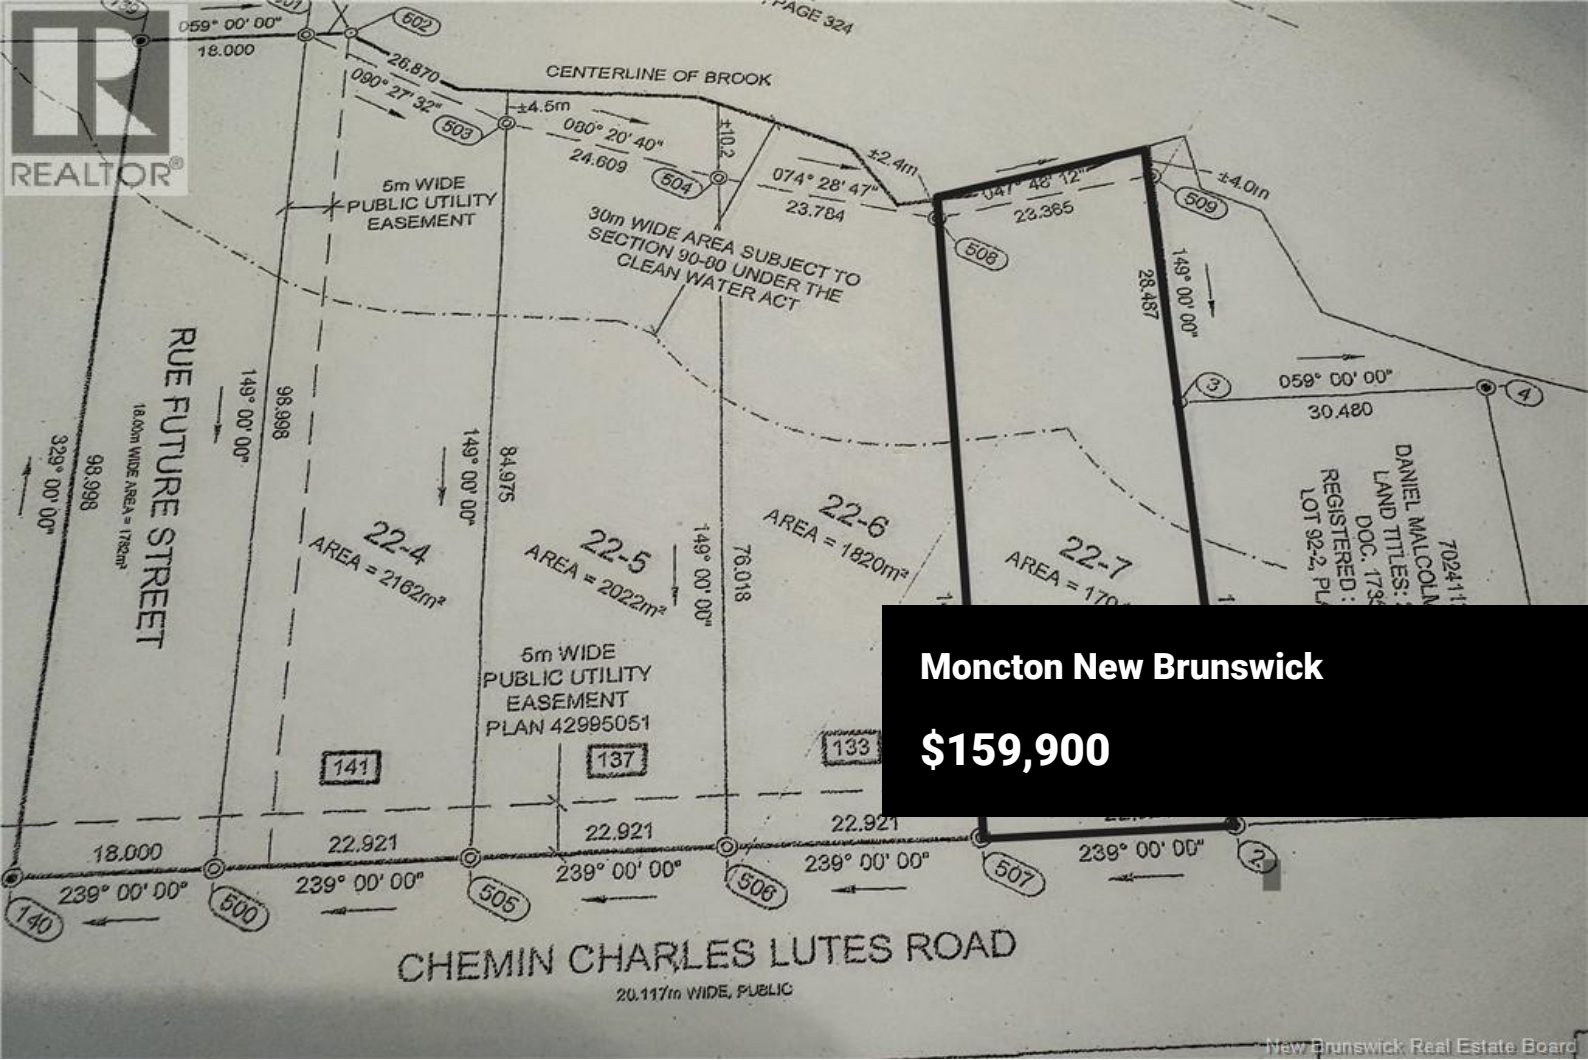 PAGE 324
059° 00' 00"
18.000
502
26.870
090° 27' 32"
503
±4.5m
CENTERLINE OF BROOK
080° 20' 40"
24.609
504
±10.2
074° 28' 47"
23.784
±2.4m
047° 48' 12"
23.365
508
509
±4.0m
REALTOR®
5m WIDE
PUBLIC UTILITY
EASEMENT
30m WIDE AREA SUBJECT TO
SECTION 90-80 UNDER THE
CLEAN WATER ACT
28.487
149° 00' 00"
3
059° 00' 00"
30.480
4
RUE FUTURE STREET
18.00m WIDE AREA = 1782m²
329° 00' 00"
98.998
149° 00' 00"
98.998
149° 00' 00"
84.975
149° 00' 00"
76.018
22-4
AREA = 2162m²
22-5
AREA = 2022m²
22-6
AREA = 1820m²
22-7
AREA = 170
DANIEL MALCOLM
LAND TITLES:
DOC. 173
REGISTERED :
LOT 92-2,
5m WIDE
PUBLIC UTILITY
EASEMENT
PLAN 42995051
141
137
133
Moncton New Brunswick
$159,900
18.000
22.921
22.921
22.921
239° 00' 00"
239° 00' 00"
239° 00' 00"
239° 00' 00"
239° 00' 00"
140
500
505
506
507
2
CHEMIN CHARLES LUTES ROAD
20.117m WIDE, PUBLIC
New Brunswick Real Estate Board